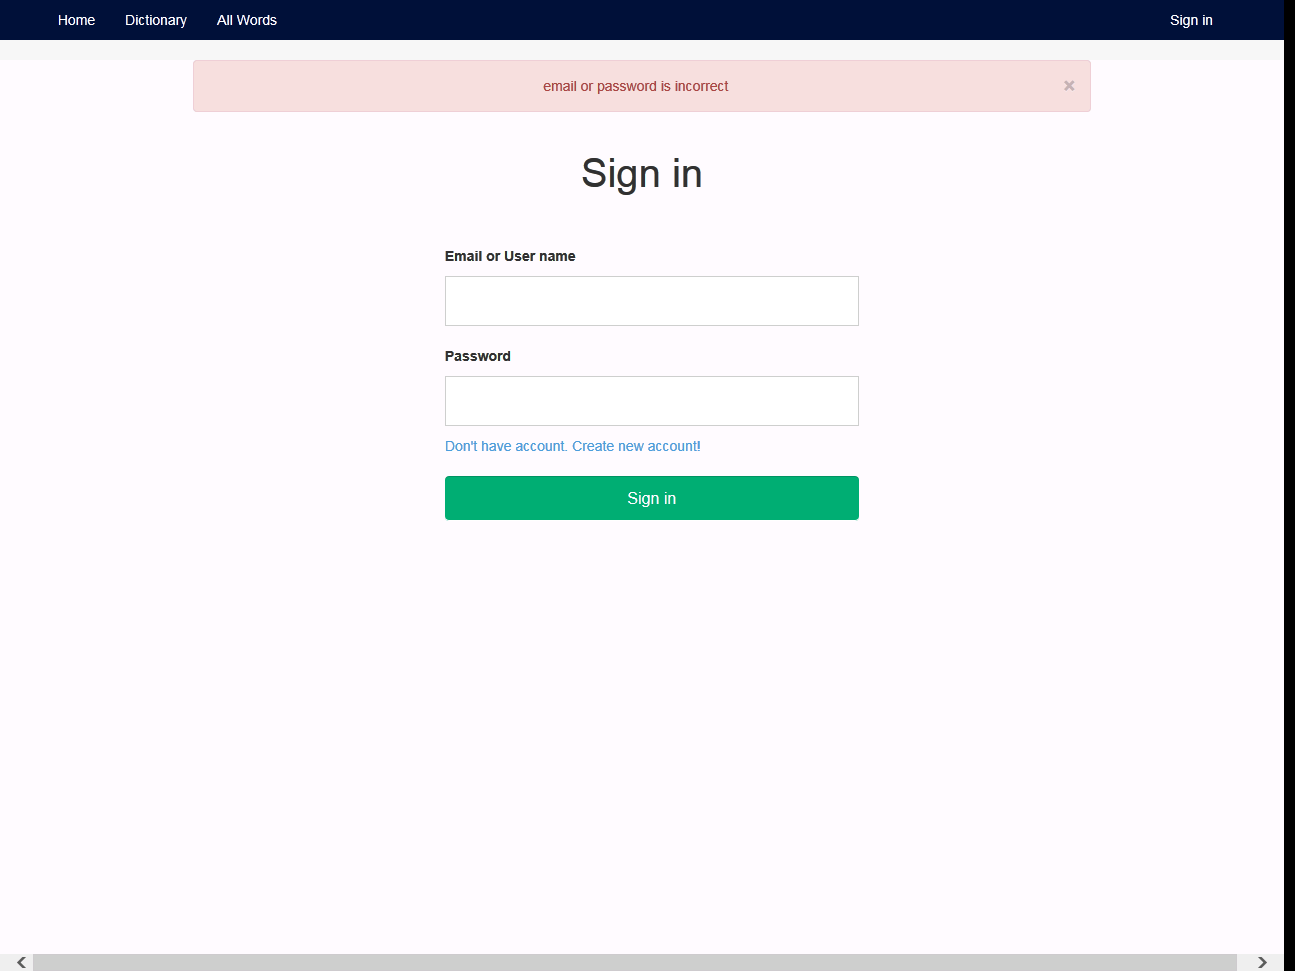 Home Dictionary All Words Sign in
email or password is incorrect ×
Sign in
Email or User name
Password
Don't have account. Create new account!
Sign in